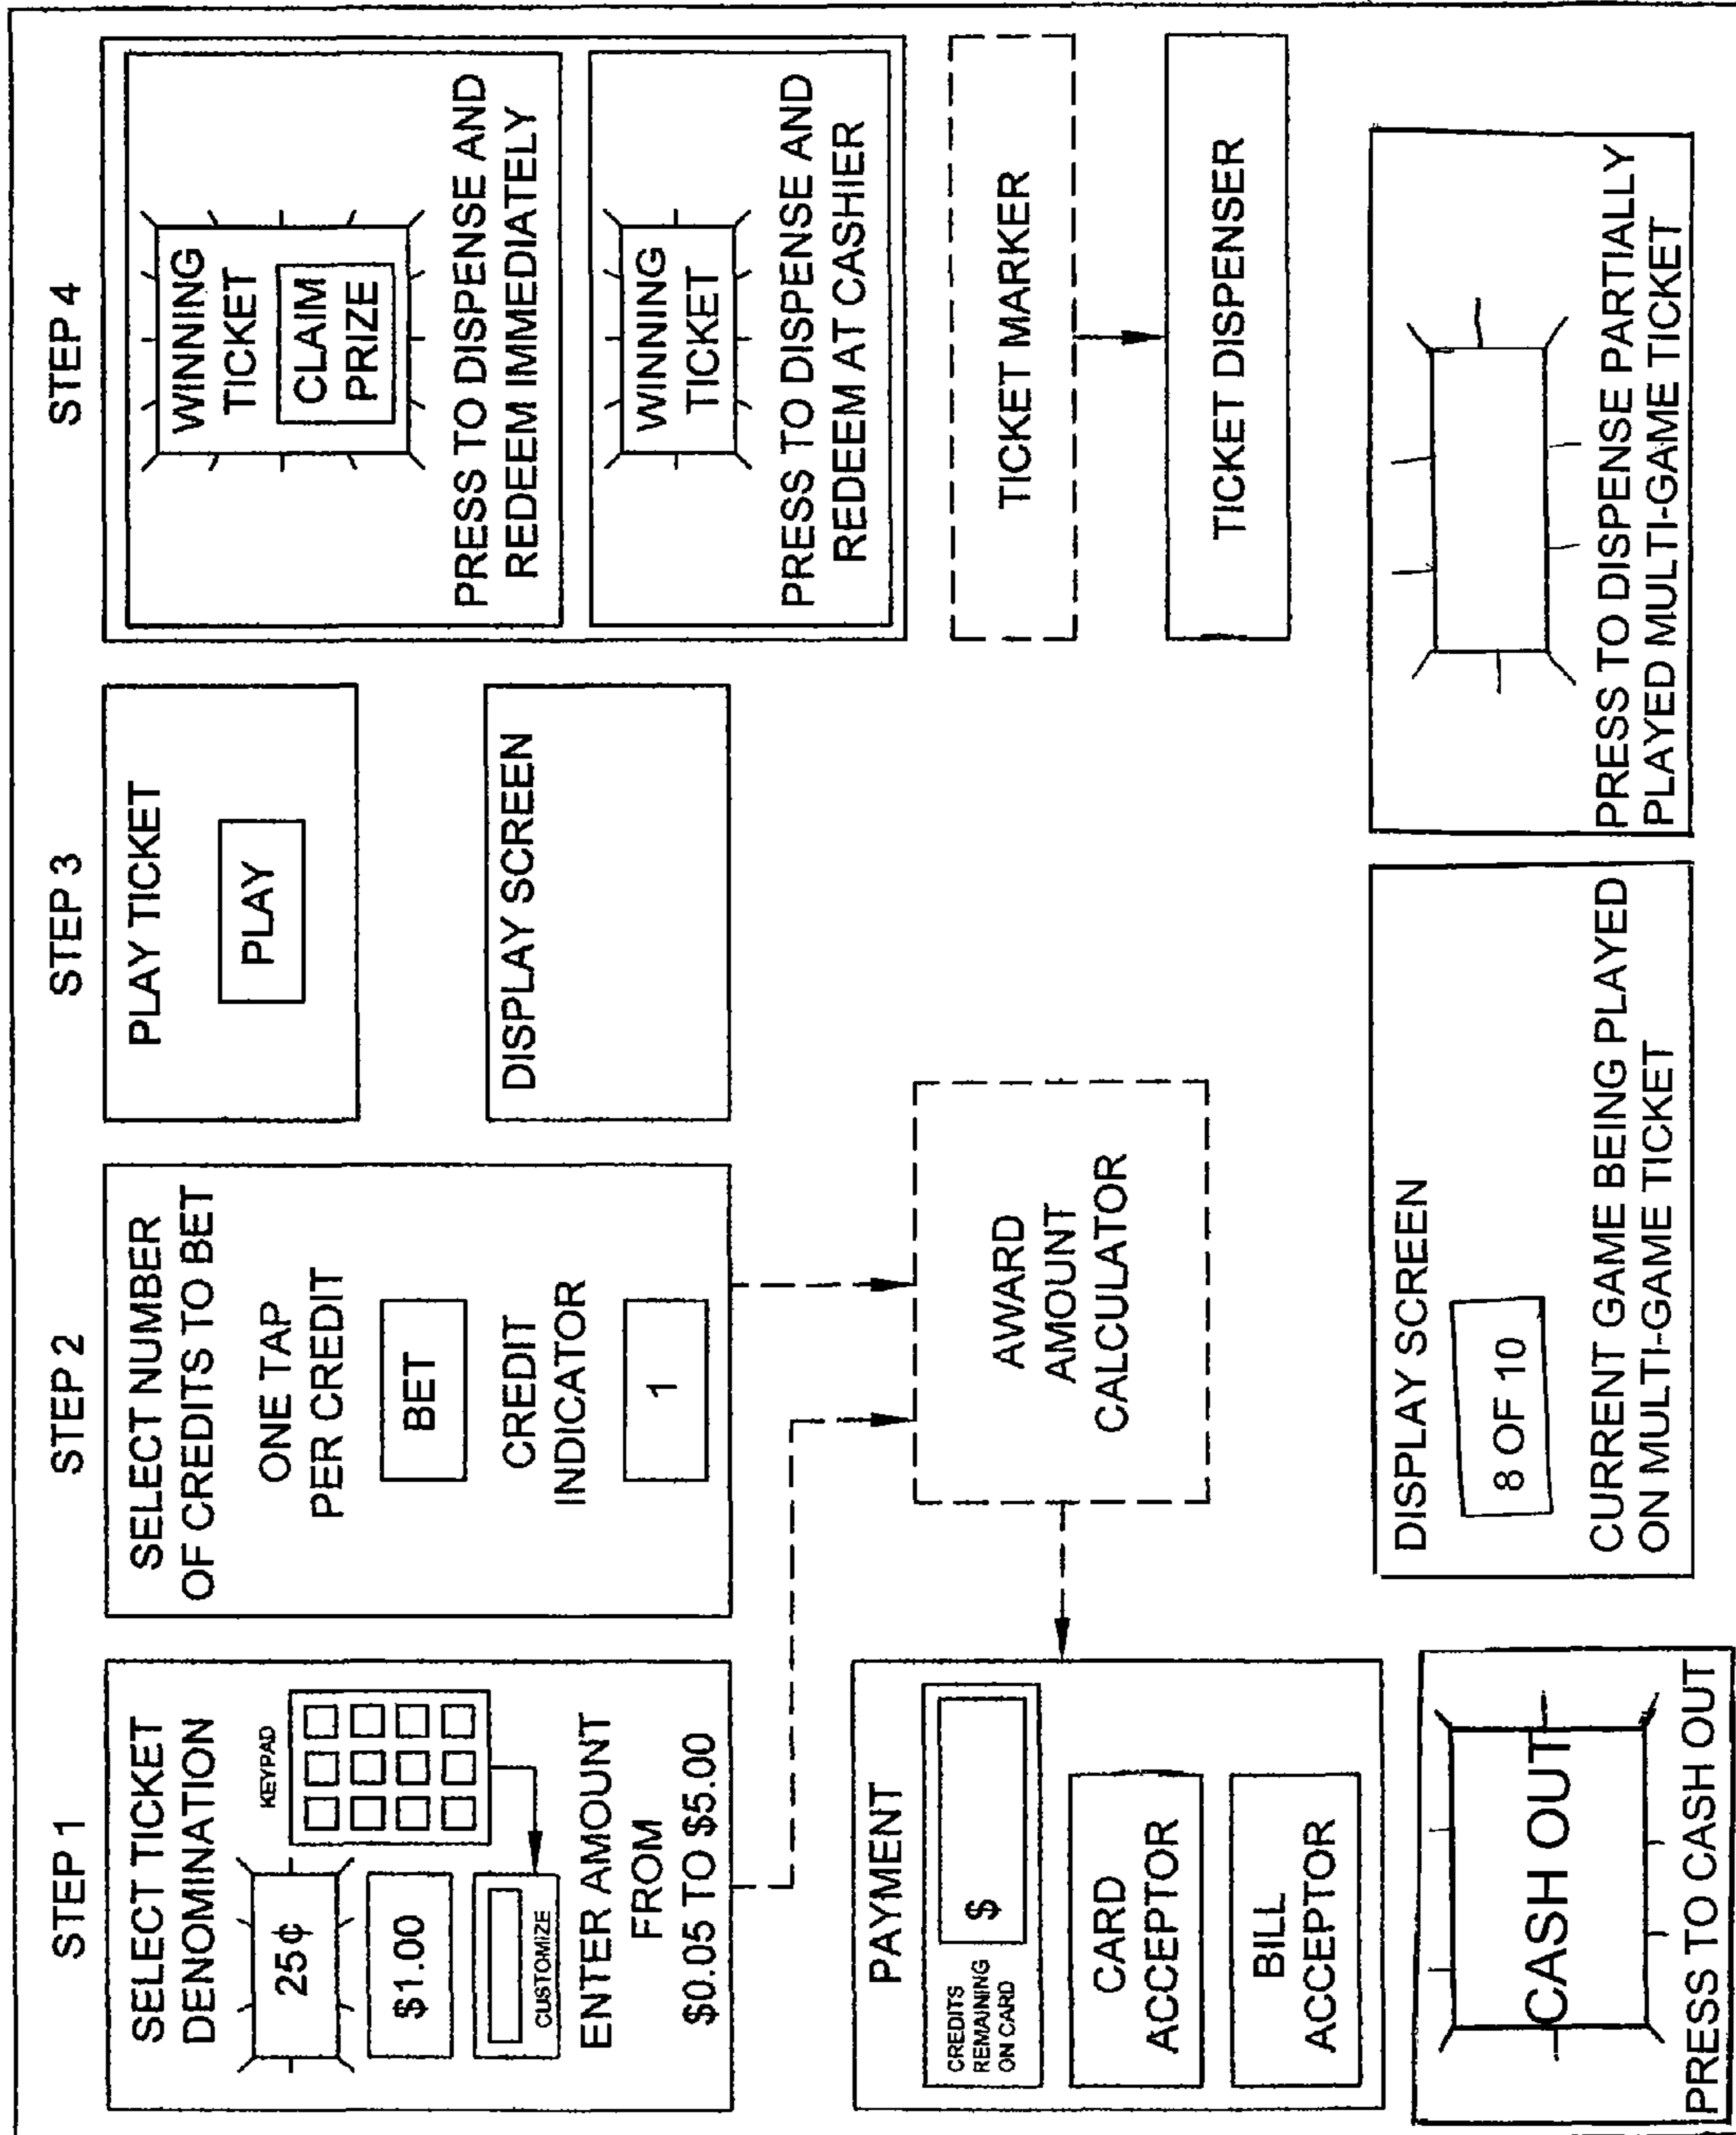 STEP 1
SELECT TICKET
DENOMINATION
25¢
$1.00
CUSTOMIZE
KEYPAD
ENTER AMOUNT
FROM
$0.05 TO $5.00
STEP 2
SELECT NUMBER
OF CREDITS TO BET
ONE TAP
PER CREDIT
BET
CREDIT
INDICATOR
1
STEP 3
PLAY TICKET
PLAY
DISPLAY SCREEN
STEP 4
WINNING
TICKET
CLAIM
PRIZE
PRESS TO DISPENSE AND
REDEEM IMMEDIATELY
WINNING
TICKET
PRESS TO DISPENSE AND
REDEEM AT CASHIER
PAYMENT
CREDITS
REMAINING
ON CARD
$
CARD
ACCEPTOR
BILL
ACCEPTOR
AWARD
AMOUNT
CALCULATOR
TICKET MARKER
TICKET DISPENSER
CASH OUT
PRESS TO CASH OUT
DISPLAY SCREEN
8 OF 10
CURRENT GAME BEING PLAYED
ON MULTI-GAME TICKET
PRESS TO DISPENSE PARTIALLY
PLAYED MULTI-GAME TICKET